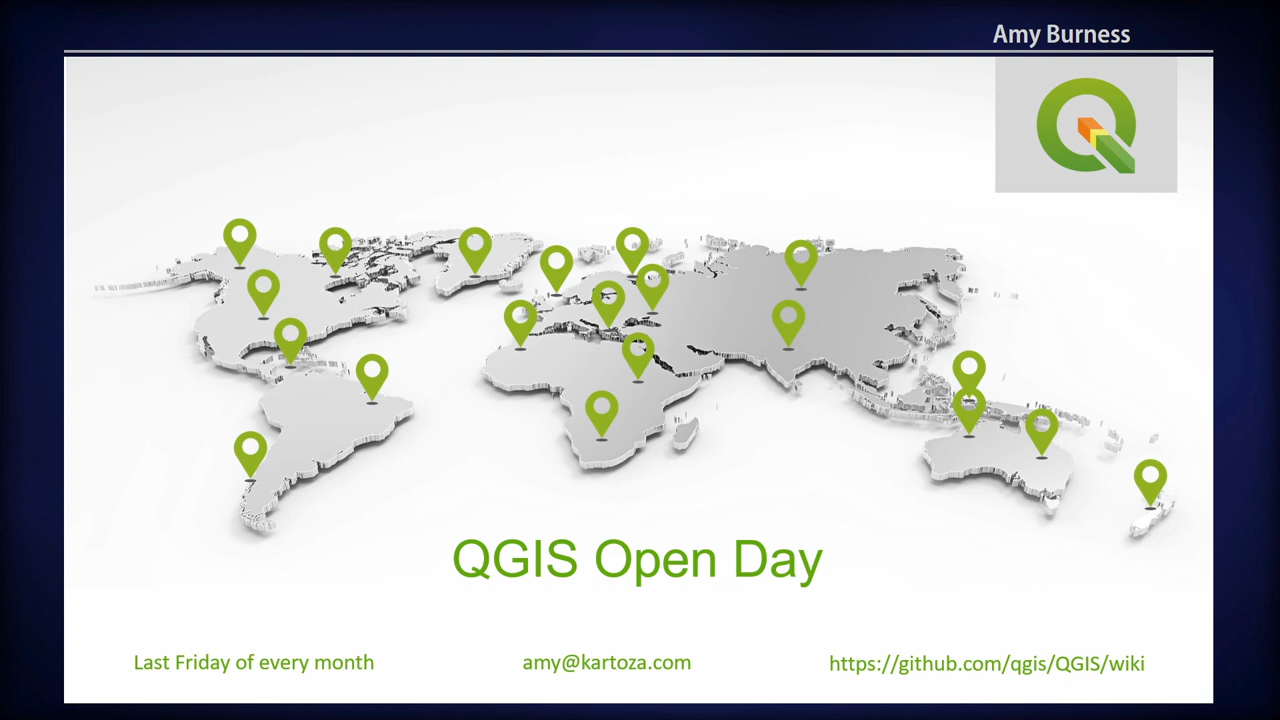 Amy Burness
QGIS Open Day
Last Friday of every month
amy@kartoza.com
https://github.com/qgis/QGIS/wiki